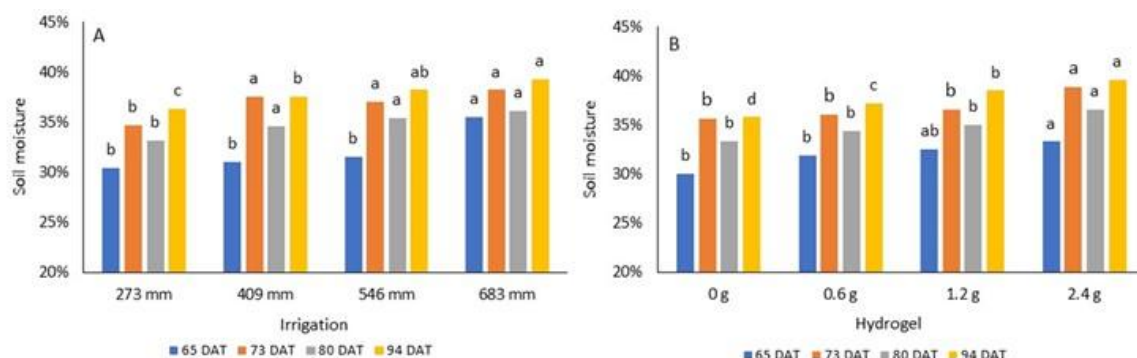 A
45%
40%
35%
30%
25%
20%
Soil moisture
b b b c
b a a b
b a a ab
a a a a
273 mm 409 mm 546 mm 683 mm
Irrigation
65 DAT 73 DAT 80 DAT 94 DAT
B
45%
40%
35%
30%
25%
20%
Soil moisture
b b b d
b b b c
ab b b b
a a a a
0 g 0.6 g 1.2 g 2.4 g
Hydrogel
65 DAT 73 DAT 80 DAT 94 DAT